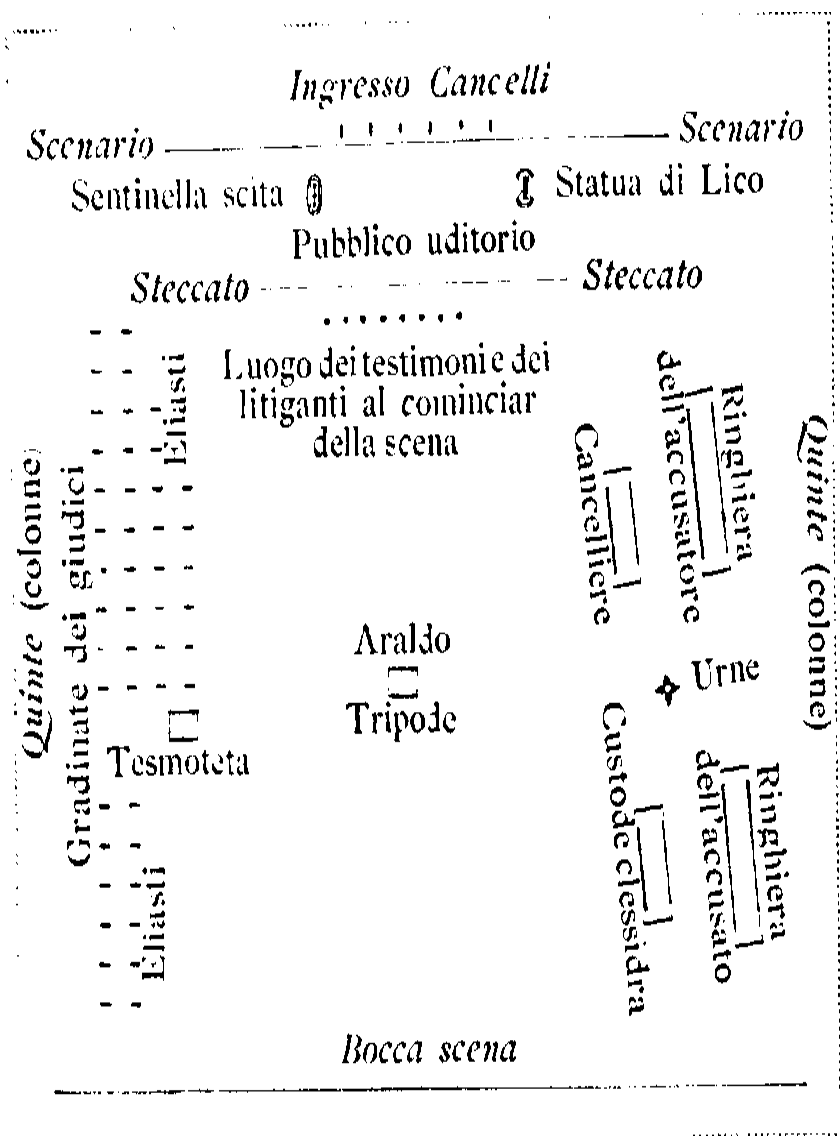 Ingresso Cancelli
Scenario Scenario
Sentinella scita Statua di Lico
Pubblico uditorio
Steccato Steccato
Luogo dei testimoni e dei
litiganti al cominciar
della scena
Eliasti
Quinte (colonne)
Gradinate dei giudici
Cancelliere
Ringhiera
dell'accusatore
Quinte (colonne)
Araldo
Tripode
Urne
Tesmoteta
Eliasti
Custode clessidra
Ringhiera
dell'accusato
Bocca scena